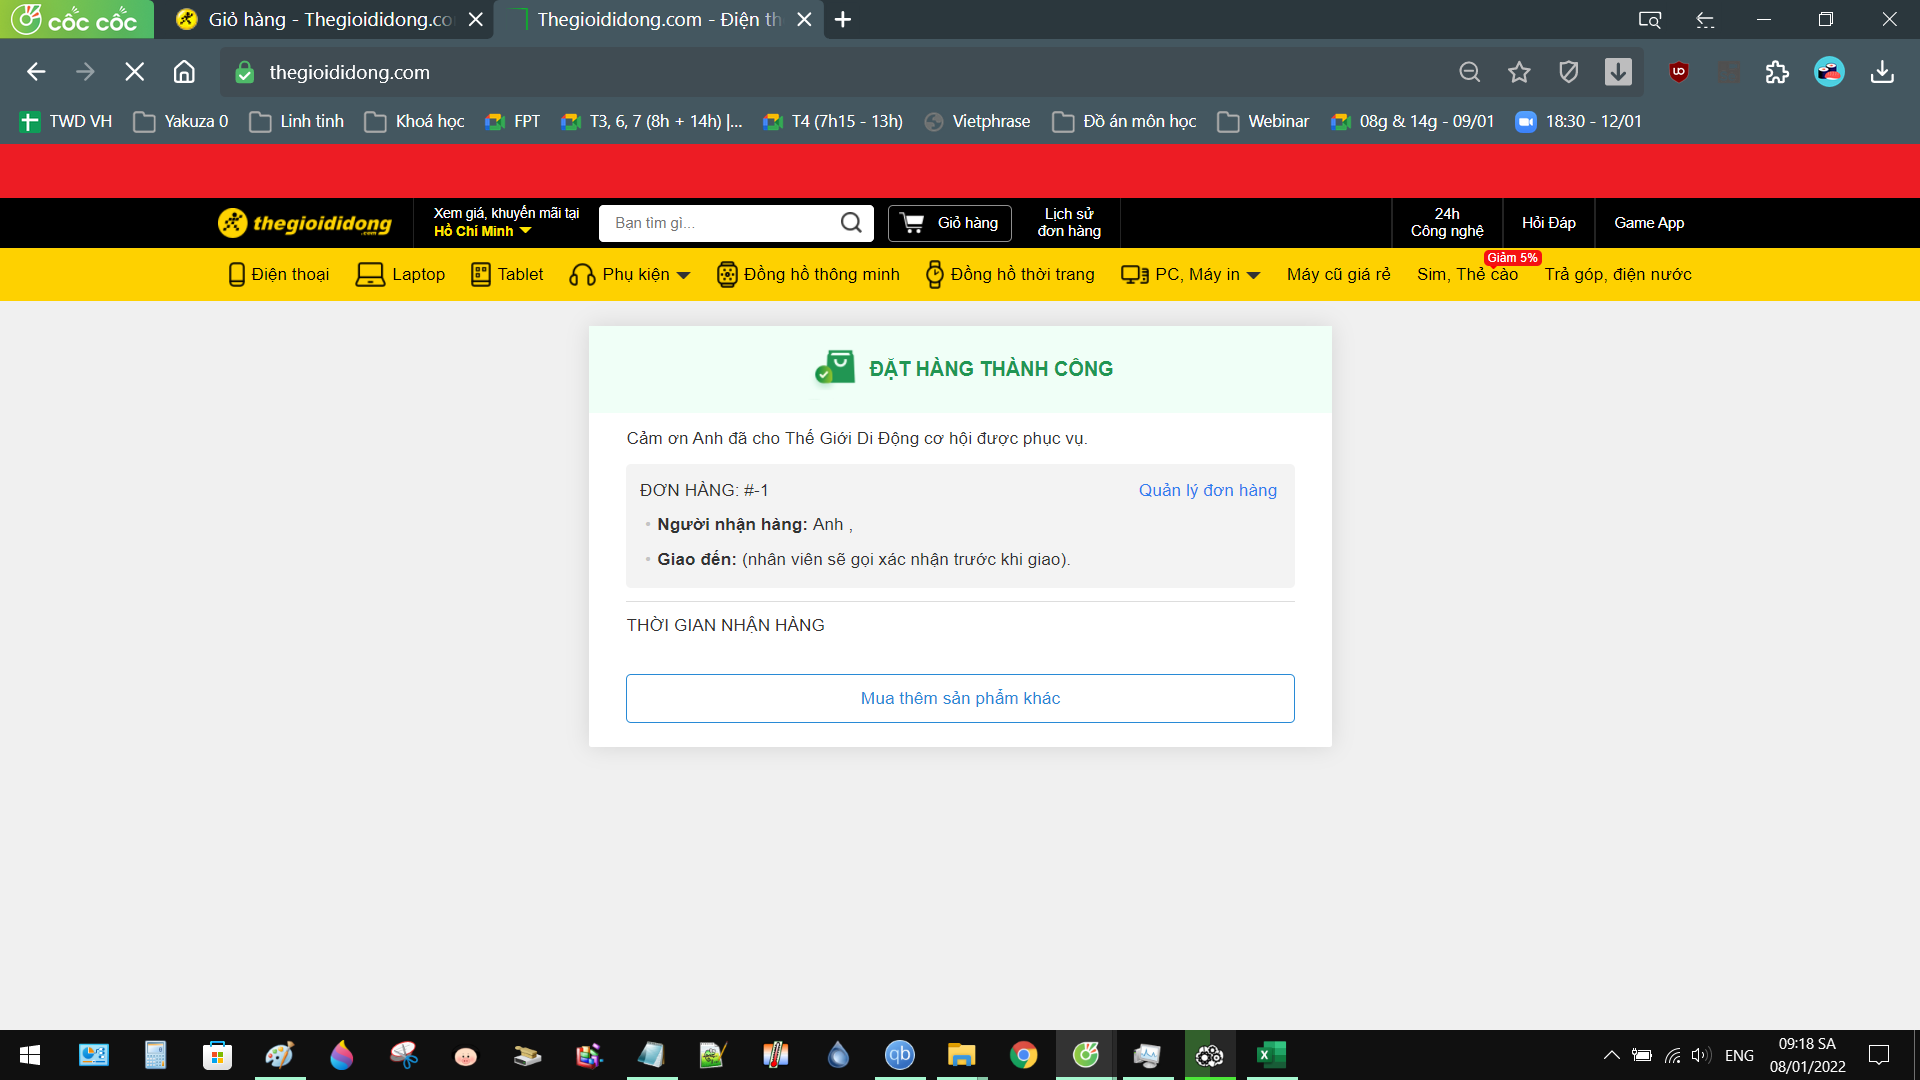 cốc cốc
Giỏ hàng - Thegioididong.co
Thegioididong.com - Điện th
thegioididong.com
TWD VH
Yakuza 0
Linh tinh
Khoá học
FPT
T3, 6, 7 (8h + 14h) |...
T4 (7h15 - 13h)
Vietphrase
Đồ án môn học
Webinar
08g & 14g - 09/01
18:30 - 12/01
thegioididong.com
Xem giá, khuyến mãi tại
Hồ Chí Minh
Bạn tìm gì...
Giỏ hàng
Lịch sử
đơn hàng
24h
Công nghệ
Hỏi Đáp
Game App
Điện thoại
Laptop
Tablet
Phụ kiện
Đồng hồ thông minh
Đồng hồ thời trang
PC, Máy in
Máy cũ giá rẻ
Giảm 5%
Sim, Thẻ cào
Trả góp, điện nước
ĐẶT HÀNG THÀNH CÔNG
Cảm ơn Anh đã cho Thế Giới Di Động cơ hội được phục vụ.
ĐƠN HÀNG: #-1
Quản lý đơn hàng
Người nhận hàng: Anh ,
Giao đến: (nhân viên sẽ gọi xác nhận trước khi giao).
THỜI GIAN NHẬN HÀNG
Mua thêm sản phẩm khác
qb
ENG
09:18 SA
08/01/2022